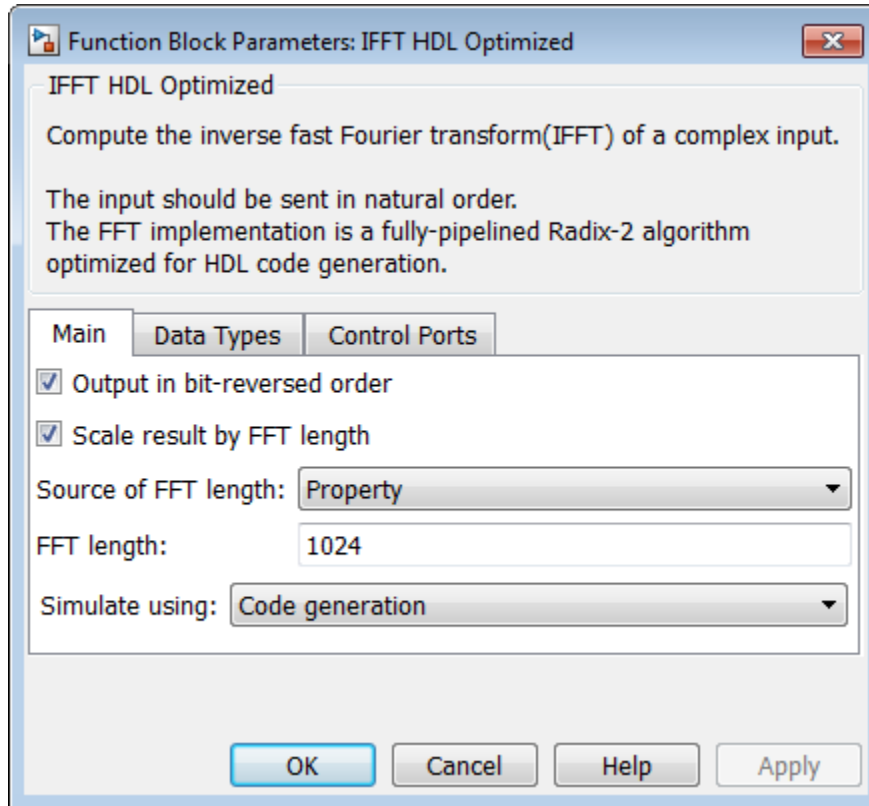 Function Block Parameters: IFFT HDL Optimized
IFFT HDL Optimized
Compute the inverse fast Fourier transform(IFFT) of a complex input.
The input should be sent in natural order.
The FFT implementation is a fully-pipelined Radix-2 algorithm
optimized for HDL code generation.
Main Data Types Control Ports
Output in bit-reversed order
Scale result by FFT length
Source of FFT length: Property
FFT length: 1024
Simulate using: Code generation
OK Cancel Help Apply